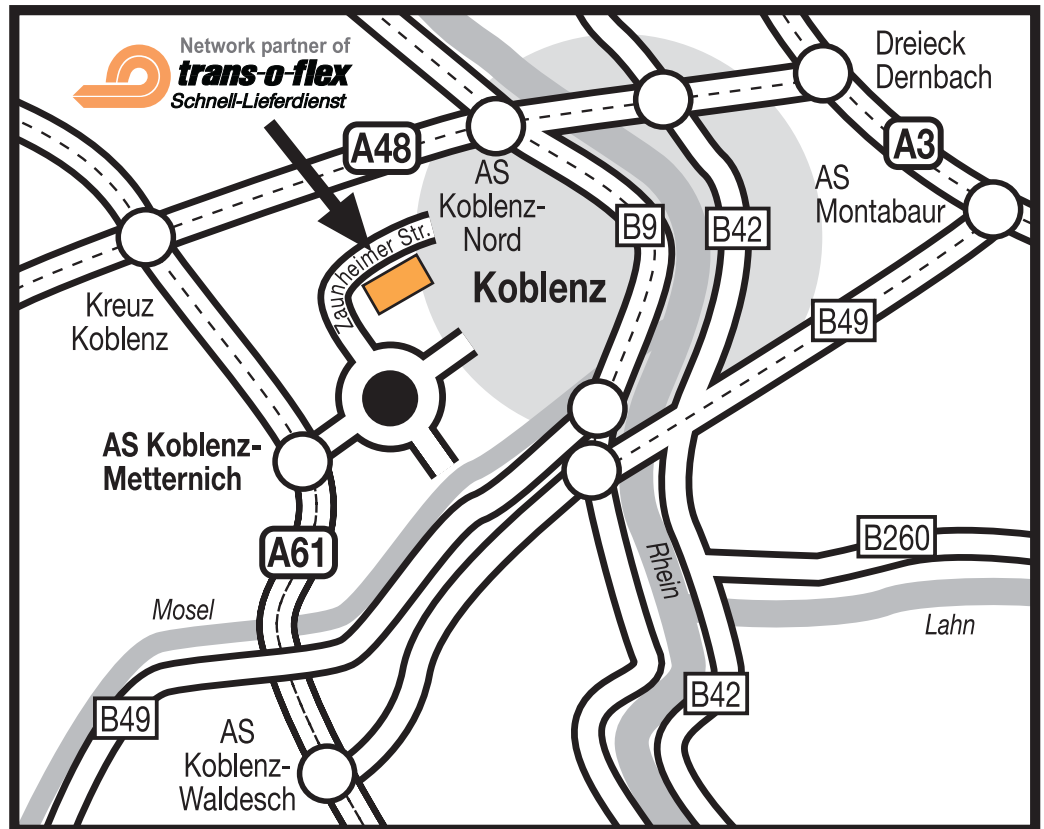 Network partner of
trans-o-flex
Schnell-Lieferdienst
Dreieck
Dernbach
A48
A3
AS
Koblenz-
Nord
AS
Montabaur
B9
B42
Zaunheimer Str.
Koblenz
Kreuz
Koblenz
B49
AS Koblenz-
Metternich
A61
B260
Rhein
Mosel
Lahn
B42
B49
AS
Koblenz-
Waldesch